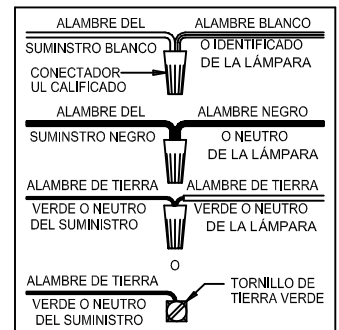 ALAMBRE DEL
SUMINSTRO BLANCO
ALAMBRE BLANCO
O IDENTIFICADO
DE LA LÁMPARA
CONECTADOR
UL CALIFICADO
ALAMBRE DEL
SUMINSTRO NEGRO
ALAMBRE NEGRO
O NEUTRO
DE LA LÁMPARA
ALAMBRE DE TIERRA
VERDE O NEUTRO
DEL SUMINISTRO
ALAMBRE DE TIERRA
VERDE O NEUTRO
DE LA LÁMPARA
O
ALAMBRE DE TIERRA
VERDE O NEUTRO
DEL SUMINISTRO
TORNILLO DE
TIERRA VERDE